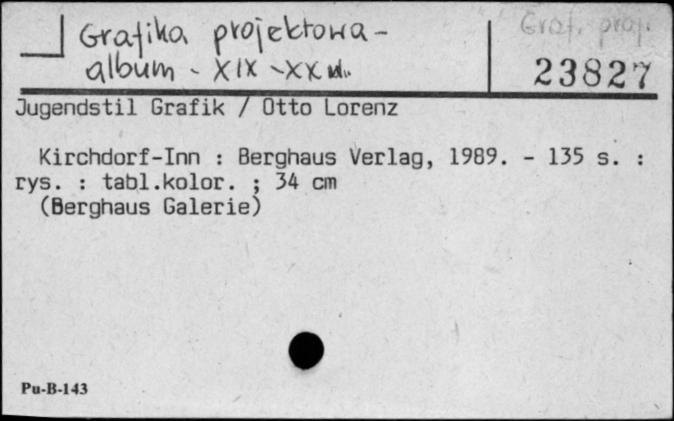 Grafika projektowa -
Graf. proj.
album - XIX - XX w.
23827
Jugendstil Grafik / Otto Lorenz
Kirchdorf-Inn : Berghaus Verlag, 1989. - 135 s. :
rys. : tabl.kolor. ; 34 cm
(Berghaus Galerie)
Pu-B-143